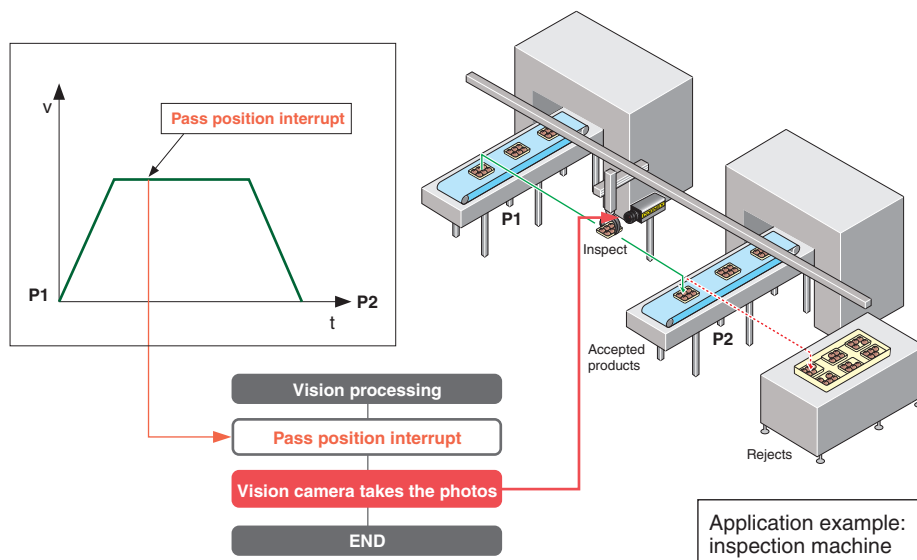 v
Pass position interrupt
P1
P2
t
P1
Inspect
P2
Accepted
products
Rejects
Vision processing
Pass position interrupt
Vision camera takes the photos
END
Application example:
inspection machine